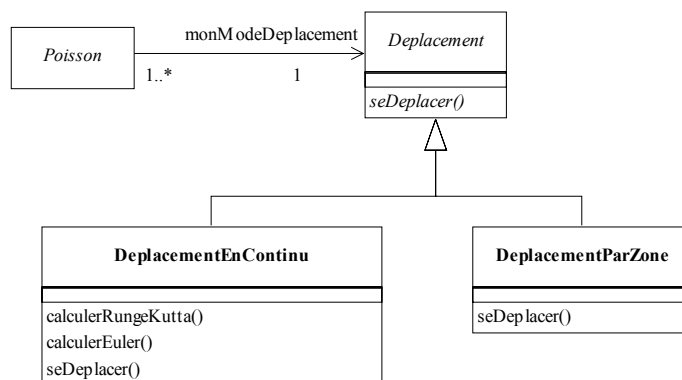 monModeDeplacement
Poisson
Deplacement
1..*
1
seDeplacer()
DeplacementEnContinu
DeplacementParZone
calculerRungeKutta()
seDeplacer()
calculerEuler()
seDeplacer()